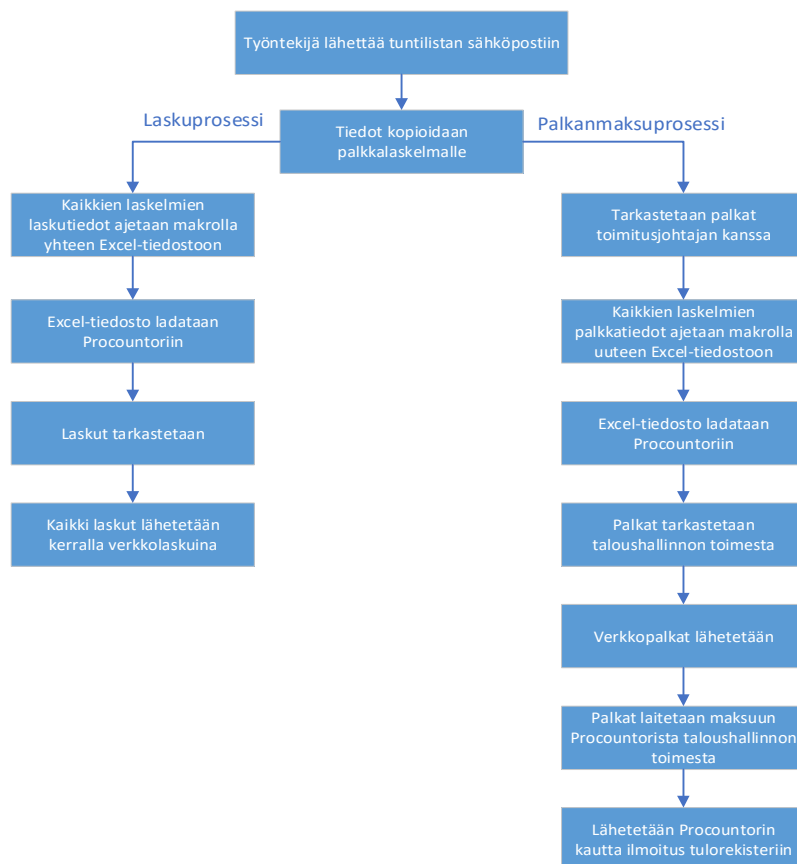 Työntekijä lähettää tuntilistan sähköpostiin
Laskuprosessi
Tiedot kopioidaan
palkkalaskelmalle
Palkanmaksuprosessi
Kaikkien laskelmien
laskutiedot ajetaan makrolla
yhteen Excel-tiedostoon
Excel-tiedosto ladataan
Procountoriin
Laskut tarkastetaan
Kaikki laskut lähetetään
kerralla verkkolaskuina
Tarkastetaan palkat
toimitusjohtajan kanssa
Kaikkien laskelmien
palkkatiedot ajetaan makrolla
uuteen Excel-tiedostoon
Excel-tiedosto ladataan
Procountoriin
Palkat tarkastetaan
taloushallinnon toimesta
Verkkopalkat lähetetään
Palkat laitetaan maksuun
Procountorista taloushallinnon
toimesta
Lähetetään Procountorin
kautta ilmoitus tulorekisteriin